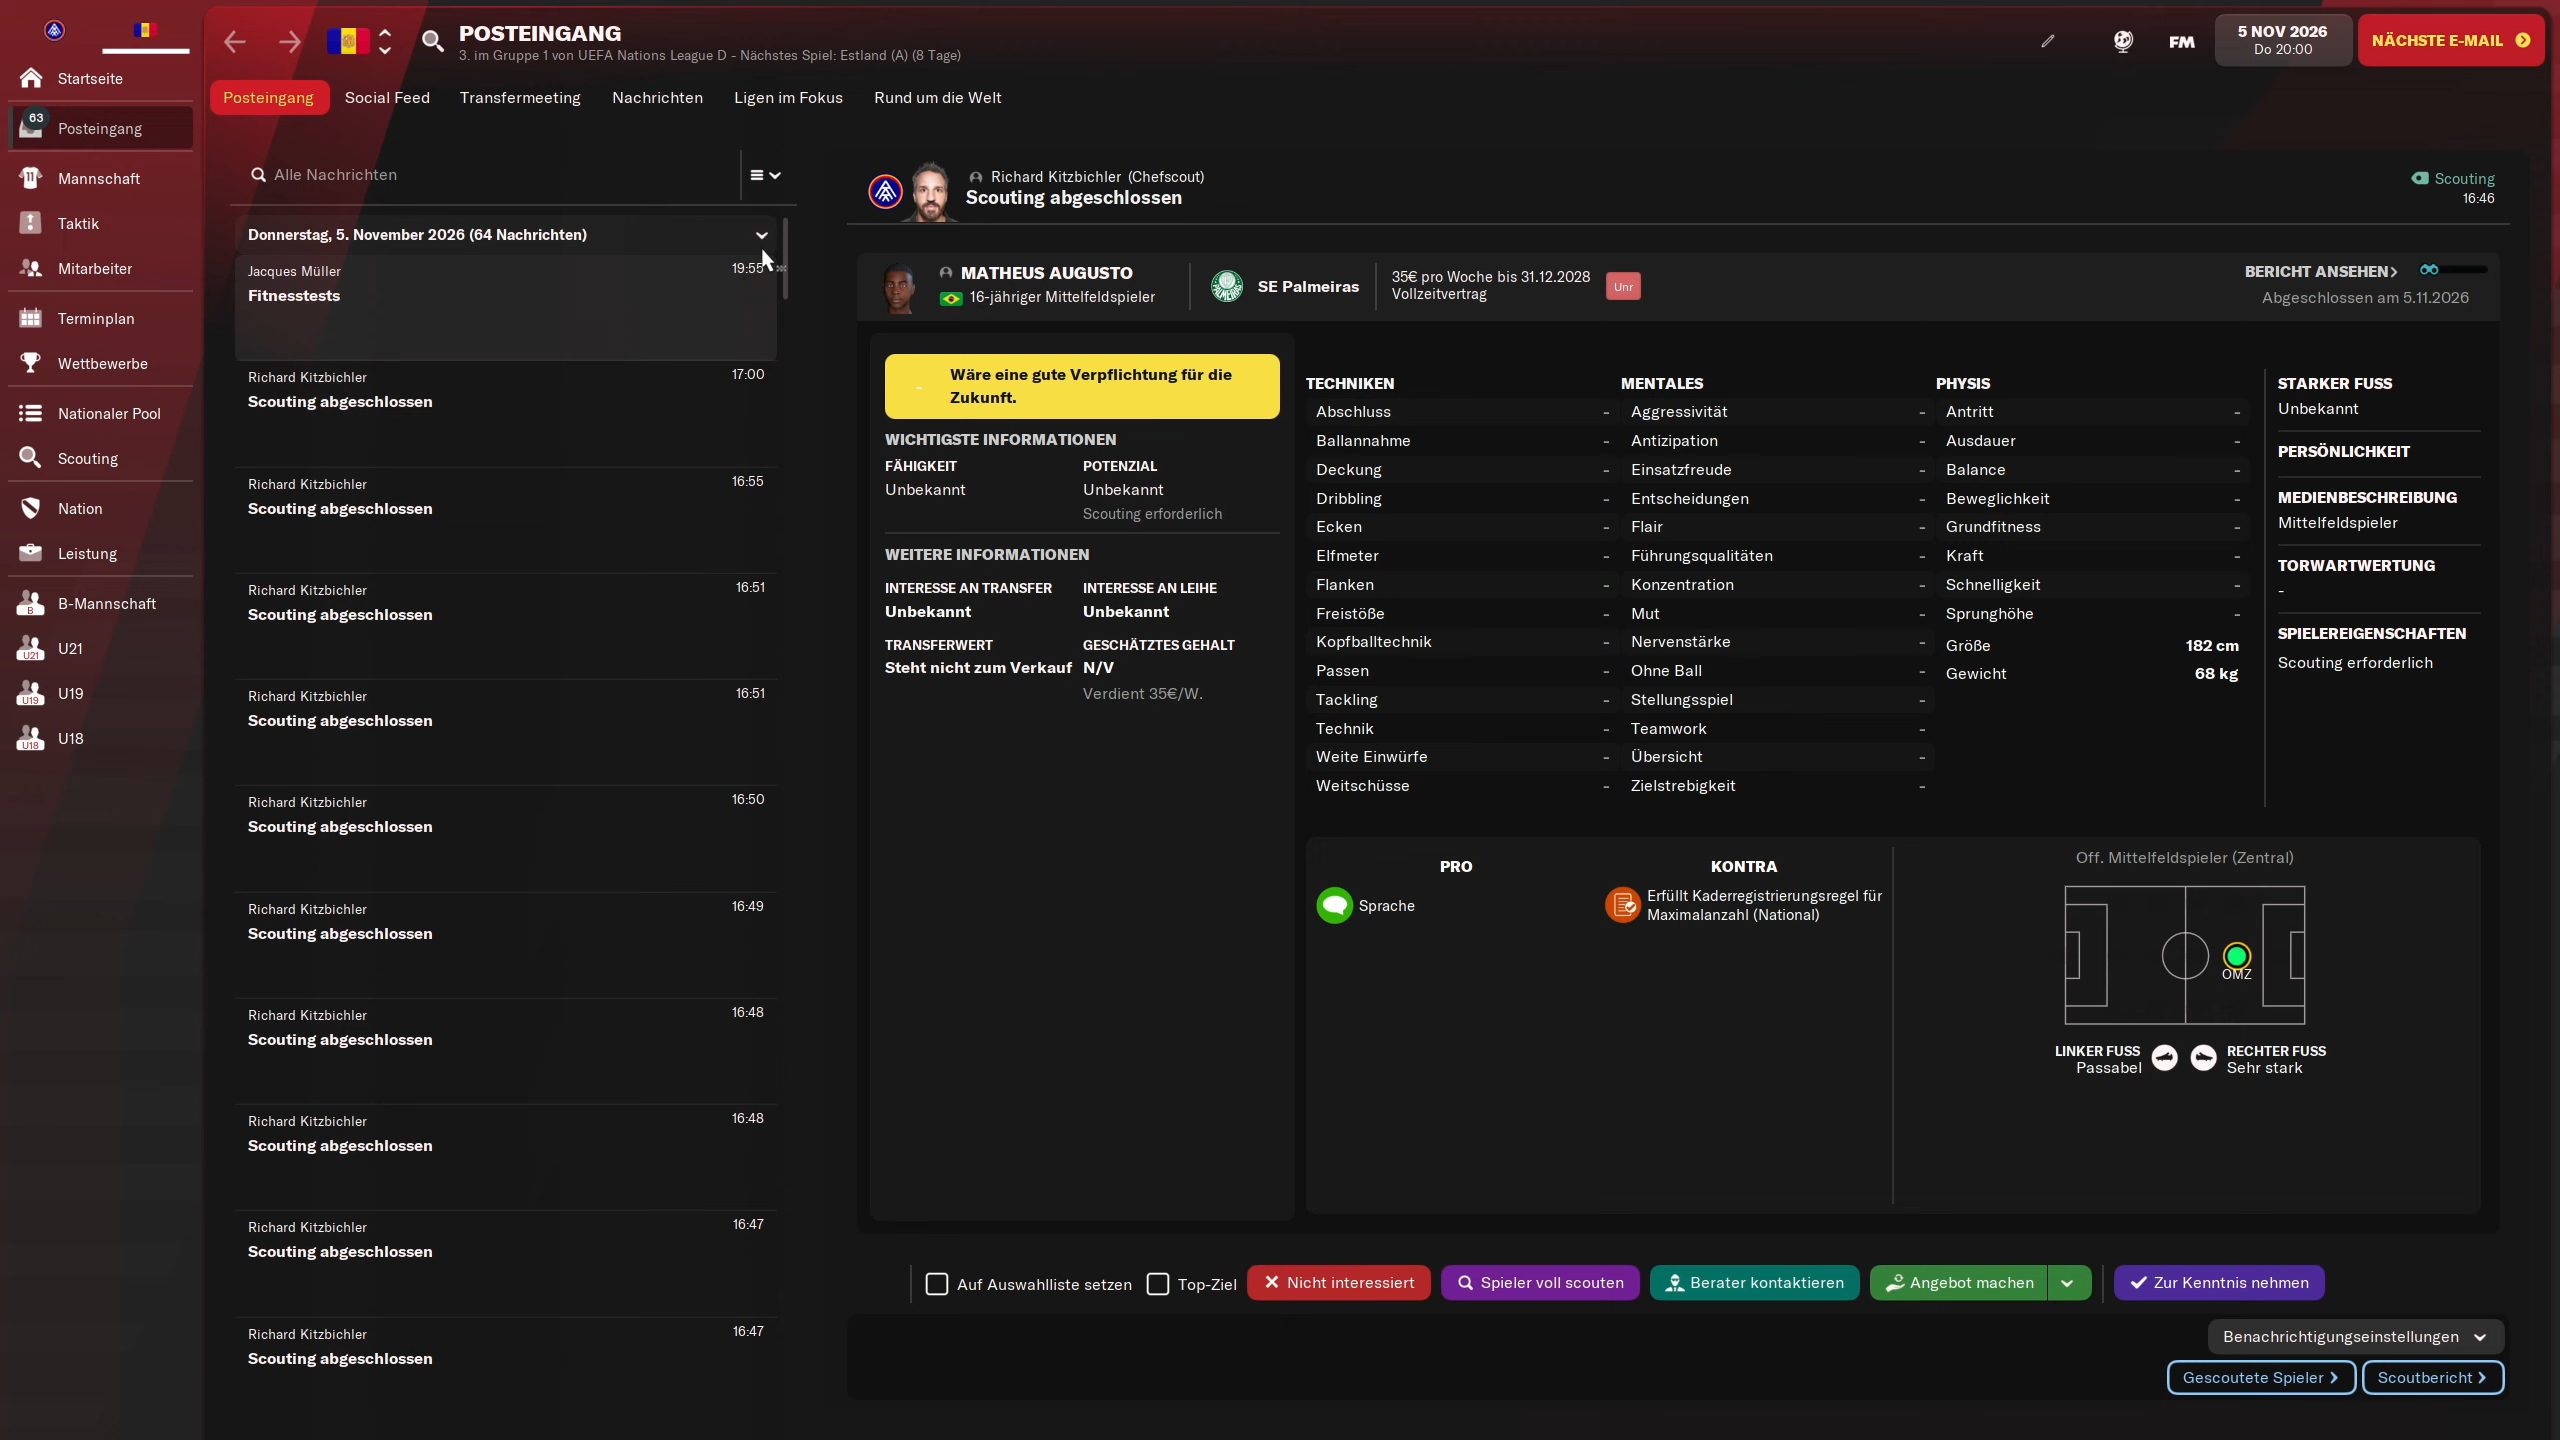 POSTEINGANG
3. im Gruppe 1 von UEFA Nations League D - Nächstes Spiel: Estland (A) (8 Tage)
FM
5 NOV 2026
Do 20:00
NÄCHSTE E-MAIL
Startseite
63
Posteingang
Mannschaft
Taktik
Mitarbeiter
Terminplan
Wettbewerbe
Nationaler Pool
Scouting
Nation
Leistung
B
B-Mannschaft
U21
U21
U19
U19
U18
U18
Posteingang
Social Feed
Transfermeeting
Nachrichten
Ligen im Fokus
Rund um die Welt
Alle Nachrichten
Donnerstag, 5. November 2026 (64 Nachrichten)
Jacques Müller 19:55
Fitnesstests
Richard Kitzbichler 17:00
Scouting abgeschlossen
Richard Kitzbichler 16:55
Scouting abgeschlossen
Richard Kitzbichler 16:51
Scouting abgeschlossen
Richard Kitzbichler 16:51
Scouting abgeschlossen
Richard Kitzbichler 16:50
Scouting abgeschlossen
Richard Kitzbichler 16:49
Scouting abgeschlossen
Richard Kitzbichler 16:48
Scouting abgeschlossen
Richard Kitzbichler 16:48
Scouting abgeschlossen
Richard Kitzbichler 16:47
Scouting abgeschlossen
Richard Kitzbichler 16:47
Scouting abgeschlossen
Richard Kitzbichler (Chefscout)
Scouting abgeschlossen
Scouting
16:46
MATHEUS AUGUSTO
16-jähriger Mittelfeldspieler
SE Palmeiras
35€ pro Woche bis 31.12.2028
Vollzeitvertrag
Unr
BERICHT ANSEHEN
Abgeschlossen am 5.11.2026
- Wäre eine gute Verpflichtung für die
Zukunft.
WICHTIGSTE INFORMATIONEN
FÄHIGKEIT
Unbekannt
POTENZIAL
Unbekannt
Scouting erforderlich
WEITERE INFORMATIONEN
INTERESSE AN TRANSFER
Unbekannt
INTERESSE AN LEIHE
Unbekannt
TRANSFERWERT
Steht nicht zum Verkauf
GESCHÄTZTES GEHALT
N/V
Verdient 35€/W.
TECHNIKEN
Abschluss -
Ballannahme -
Deckung -
Dribbling -
Ecken -
Elfmeter -
Flanken -
Freistöße -
Kopfballtechnik -
Passen -
Tackling -
Technik -
Weite Einwürfe -
Weitschüsse -
MENTALES
Aggressivität -
Antizipation -
Einsatzfreude -
Entscheidungen -
Flair -
Führungsqualitäten -
Konzentration -
Mut -
Nervenstärke -
Ohne Ball -
Stellungsspiel -
Teamwork -
Übersicht -
Zielstrebigkeit -
PHYSIS
Antritt -
Ausdauer -
Balance -
Beweglichkeit -
Grundfitness -
Kraft -
Schnelligkeit -
Sprunghöhe -
Größe 182 cm
Gewicht 68 kg
STARKER FUSS
Unbekannt
PERSÖNLICHKEIT
MEDIENBESCHREIBUNG
Mittelfeldspieler
TORWARTWERTUNG
-
SPIELEREIGENSCHAFTEN
Scouting erforderlich
PRO
Sprache
KONTRA
Erfüllt Kaderregistrierungsregel für
Maximalanzahl (National)
Off. Mittelfeldspieler (Zentral)
OMZ
LINKER FUSS
Passabel
RECHTER FUSS
Sehr stark
Auf Auswahlliste setzen
Top-Ziel
Nicht interessiert
Spieler voll scouten
Berater kontaktieren
Angebot machen
Zur Kenntnis nehmen
Benachrichtigungseinstellungen
Gescoutete Spieler
Scoutbericht